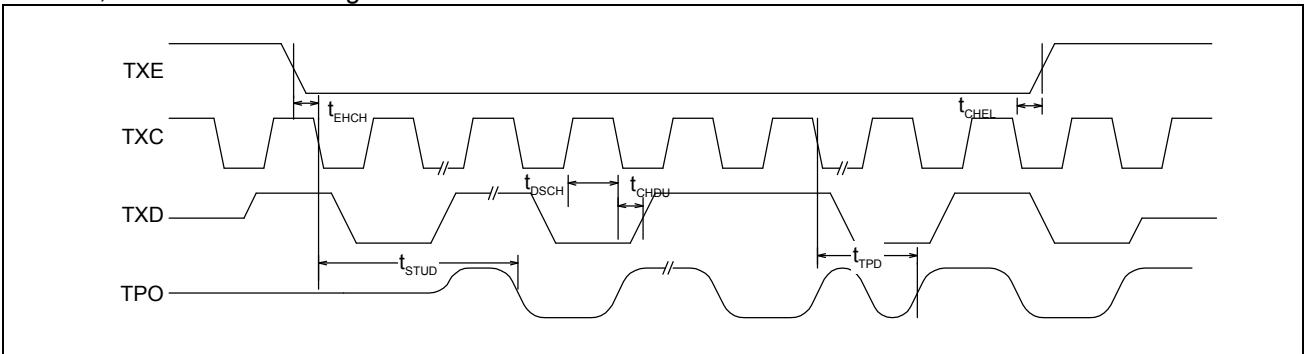 TXE
t_EHCH
t_CHEL
TXC
t_DSCH
t_CHDU
TXD
t_STUD
t_TPD
TPO